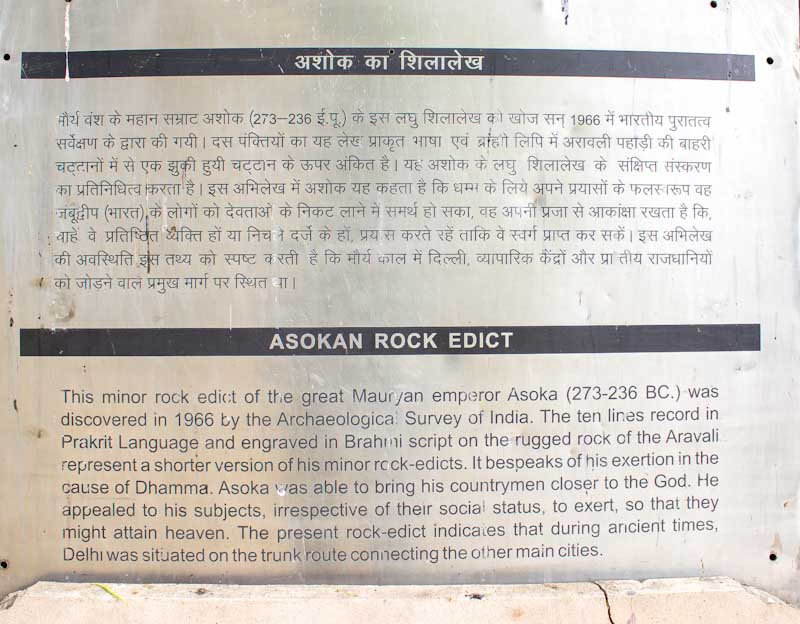 अशोक का शिलालेख
मौर्य वंश के महान सम्राट अशोक (273–236 ई.पू.) के इस लघु शिलालेख को खोज सन् 1966 में भारतीय पुरातत्व
सर्वेक्षण के द्वारा की गयी। दस पंक्तियों का यह लेख प्राकृत भाषा एवं ब्राह्मी लिपि में अरावली पहाड़ी की बाहरी
चट्टानों में से एक झुकी हुयी चट्टान के ऊपर अंकित है। यह अशोक के लघु शिलालेख के संक्षिप्त संस्करण
का प्रतिनिधित्व करता है। इस अभिलेख में अशोक यह कहता है कि धम्म के लिये अपने प्रयासों के फलस्वरूप वह
जंबूद्वीप (भारत) के लोगों को देवताओं के निकट लाने में समर्थ हो सका, वह अपनी प्रजा से आकांक्षा रखता है कि,
चाहें वे प्रतिष्ठित व्यक्ति हों या निचले दर्जे के हों, प्रयास करते रहें ताकि वे स्वर्ग प्राप्त कर सकें। इस अभिलेख
की अवस्थिति इस तथ्य को स्पष्ट करती है कि मौर्य काल में दिल्ली, व्यापारिक कैंद्रों और प्रांतीय राजधानियों
को जोड़ने वाले प्रमुख मार्ग पर स्थित था।
ASOKAN ROCK EDICT
This minor rock edict of the great Mauryan emperor Asoka (273-236 BC.) was
discovered in 1966 by the Archaeological Survey of India. The ten lines record in
Prakrit Language and engraved in Brahmi script on the rugged rock of the Aravali
represent a shorter version of his minor rock-edicts. It bespeaks of his exertion in the
cause of Dhamma. Asoka was able to bring his countrymen closer to the God. He
appealed to his subjects, irrespective of their social status, to exert, so that they
might attain heaven. The present rock-edict indicates that during ancient times,
Delhi was situated on the trunk route connecting the other main cities.